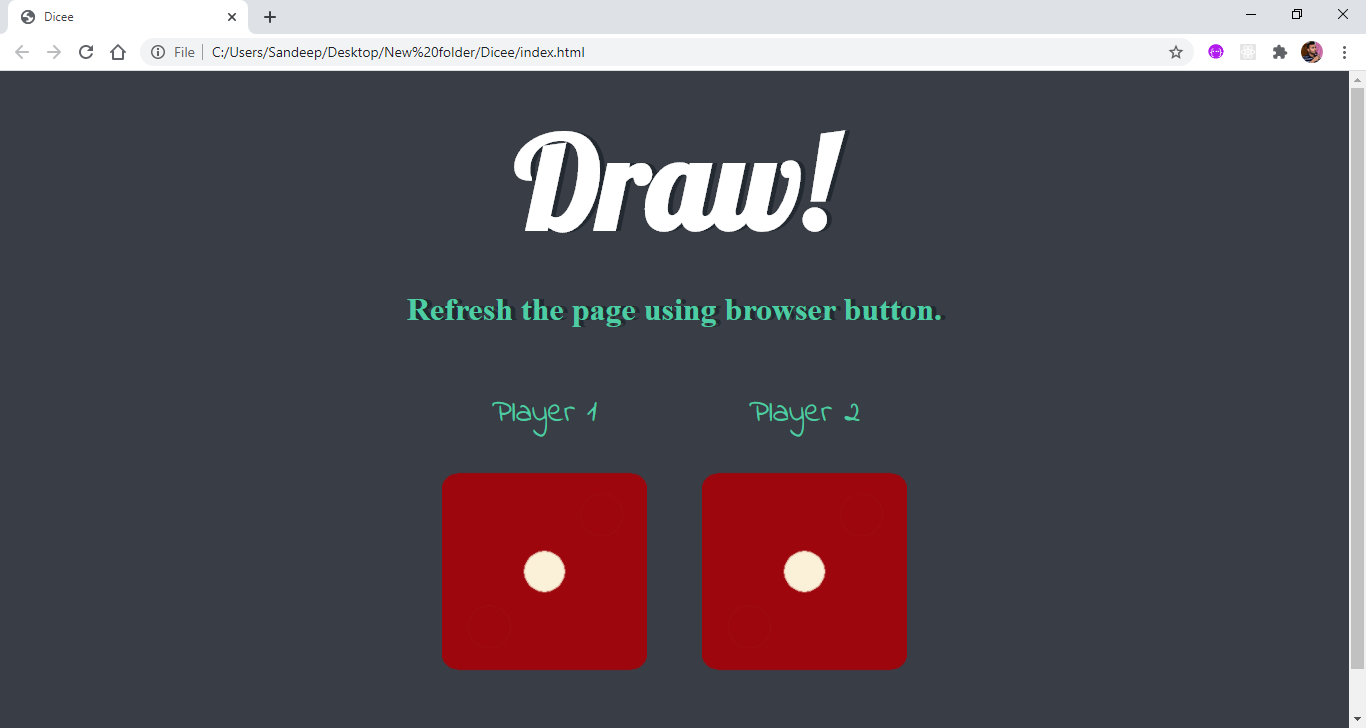 Dicee
File
C:/Users/Sandeep/Desktop/New%20folder/Dicee/index.html
Draw!
Refresh the page using browser button.
Player 1
Player 2